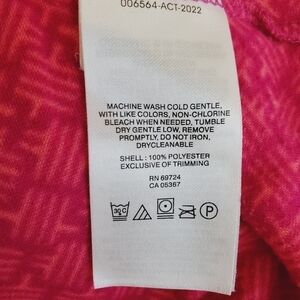 006564-ACT-2022
MACHINE WASH COLD GENTLE,
WITH LIKE COLORS, NON-CHLORINE
BLEACH WHEN NEEDED, TUMBLE
DRY GENTLE LOW, REMOVE
PROMPTLY, DO NOT IRON,
DRYCLEANABLE
SHELL : 100% POLYESTER
EXCLUSIVE OF TRIMMING
RN 69724
CA 05367
30C P